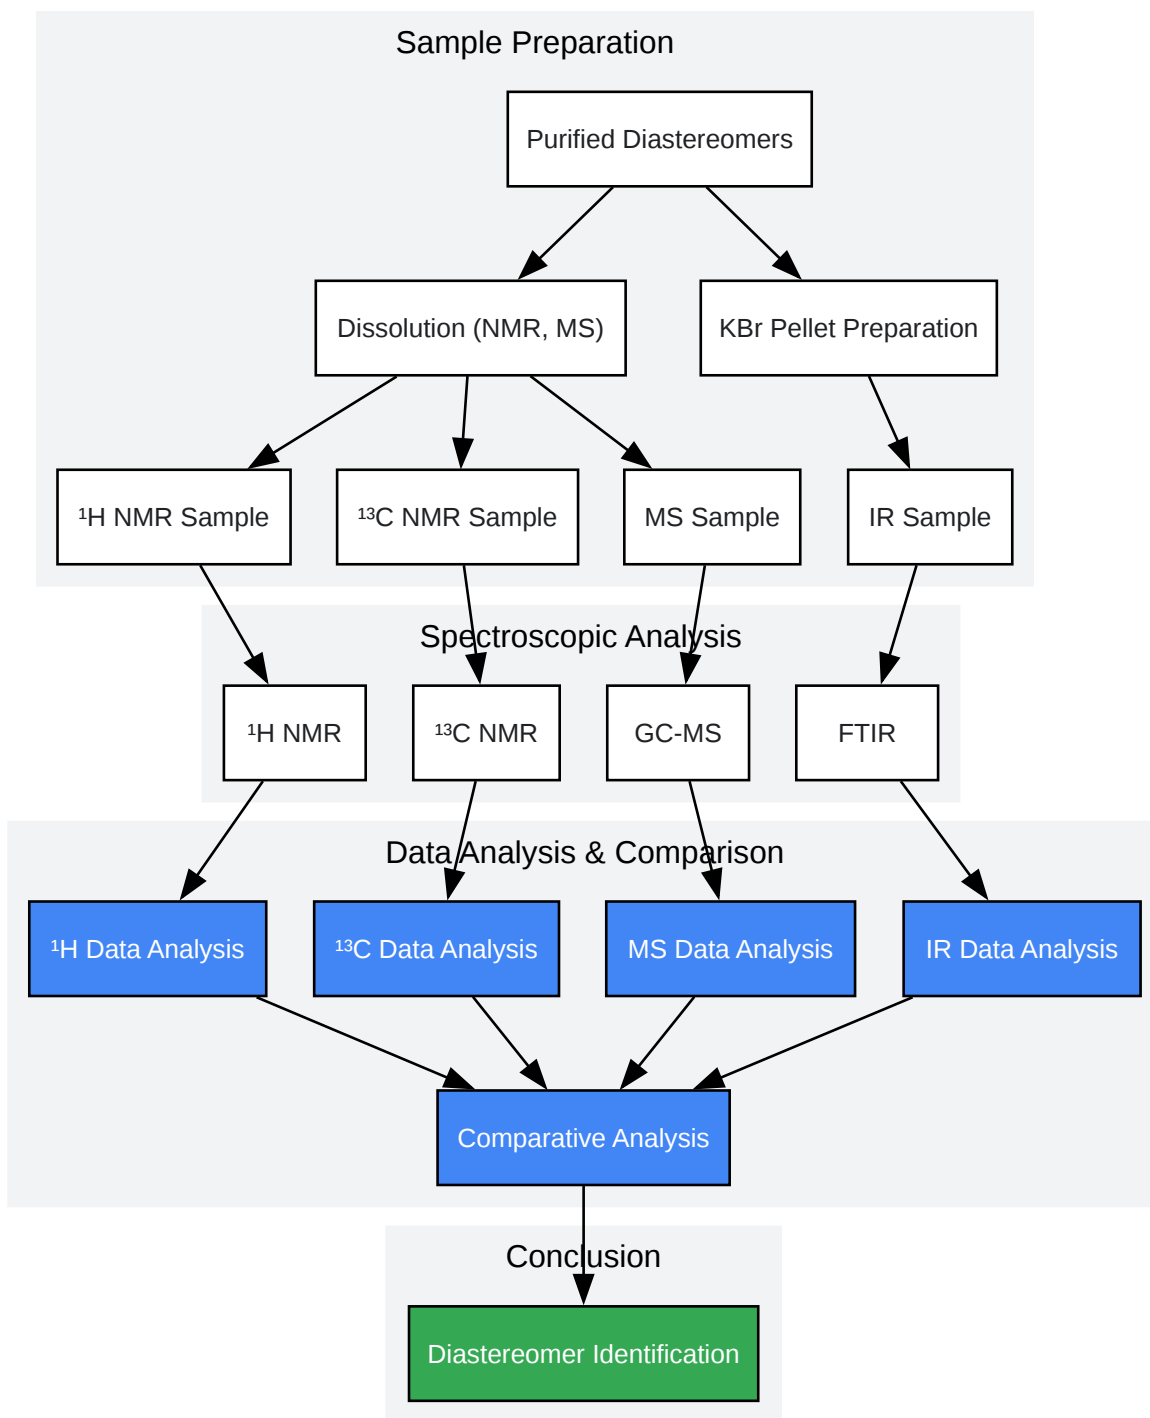 Sample Preparation
Purified Diastereomers
Dissolution (NMR, MS)
KBr Pellet Preparation
¹H NMR Sample
¹³C NMR Sample
MS Sample
IR Sample
Spectroscopic Analysis
¹H NMR
¹³C NMR
GC-MS
FTIR
Data Analysis & Comparison
¹H Data Analysis
¹³C Data Analysis
MS Data Analysis
IR Data Analysis
Comparative Analysis
Conclusion
Diastereomer Identification